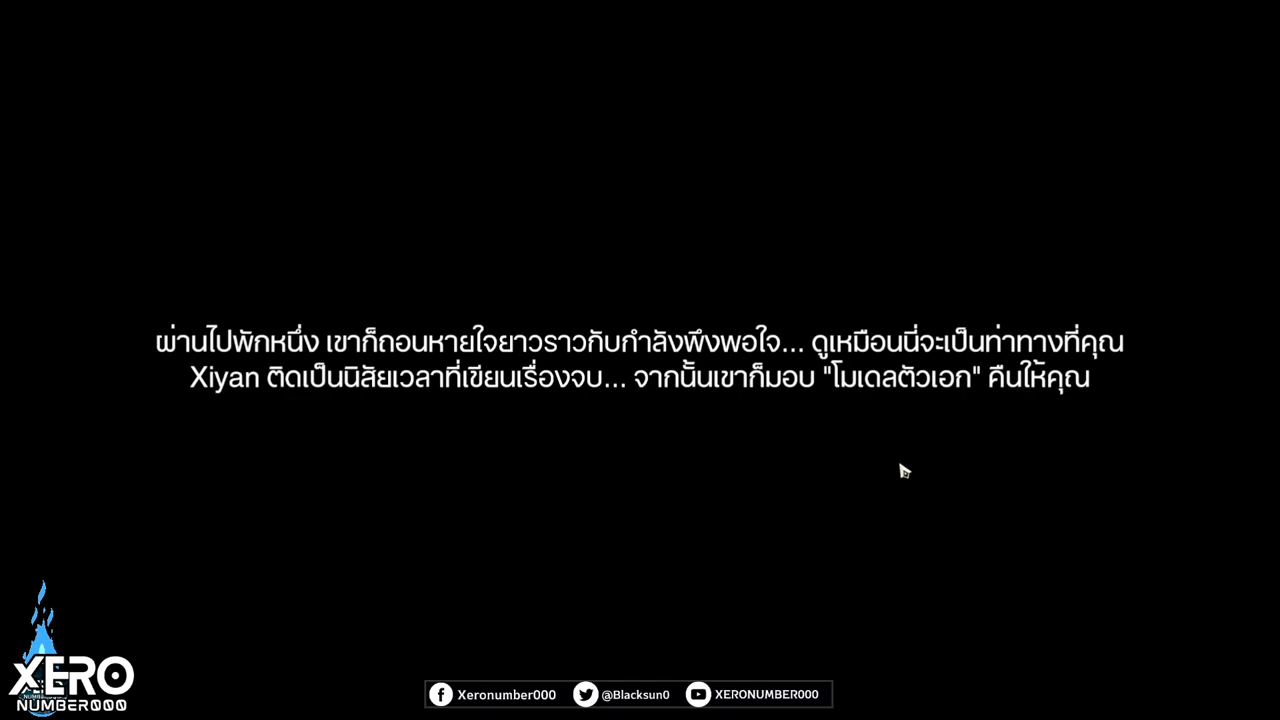 ผ่านไปพักหนึ่ง เขาก็ถอนหายใจยาวราวกับกำลังพึงพอใจ... ดูเหมือนนี่จะเป็นท่าทางที่คุณ
Xiyan ติดเป็นนิสัยเวลาที่เขียนเรื่องจบ... จากนั้นเขาก็มอบ "โมเดลตัวเอก" คืนให้คุณ
XERO
NUMBER000
Xeronumber000 @Blacksun0 XERONUMBER000